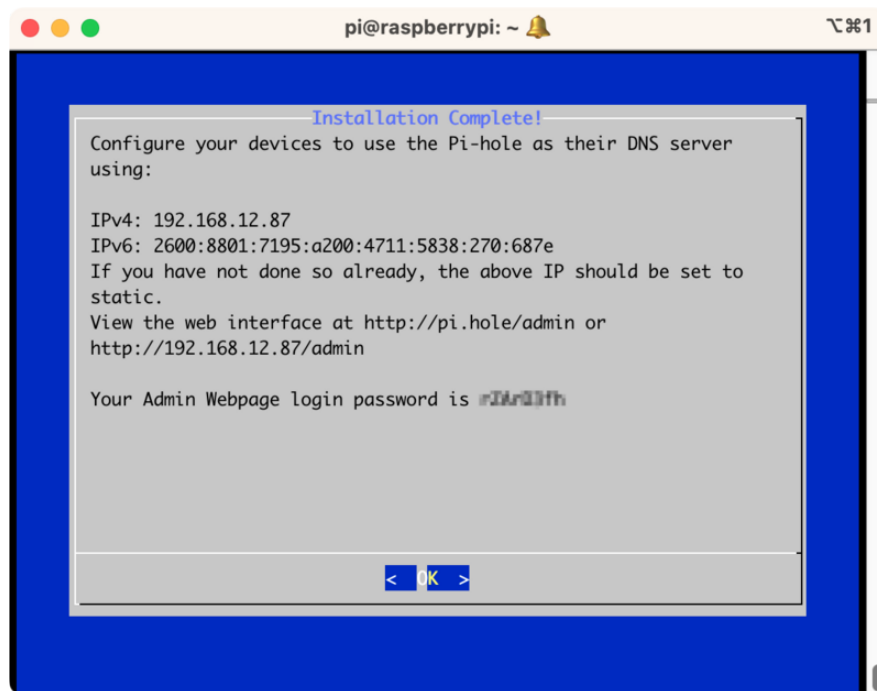 pi@raspberrypi: ~ 🔔
⌥⌘1
Installation Complete!
Configure your devices to use the Pi-hole as their DNS server
using:
IPv4: 192.168.12.87
IPv6: 2600:8801:7195:a200:4711:5838:270:687e
If you have not done so already, the above IP should be set to
static.
View the web interface at http://pi.hole/admin or
http://192.168.12.87/admin
Your Admin Webpage login password is
< OK >